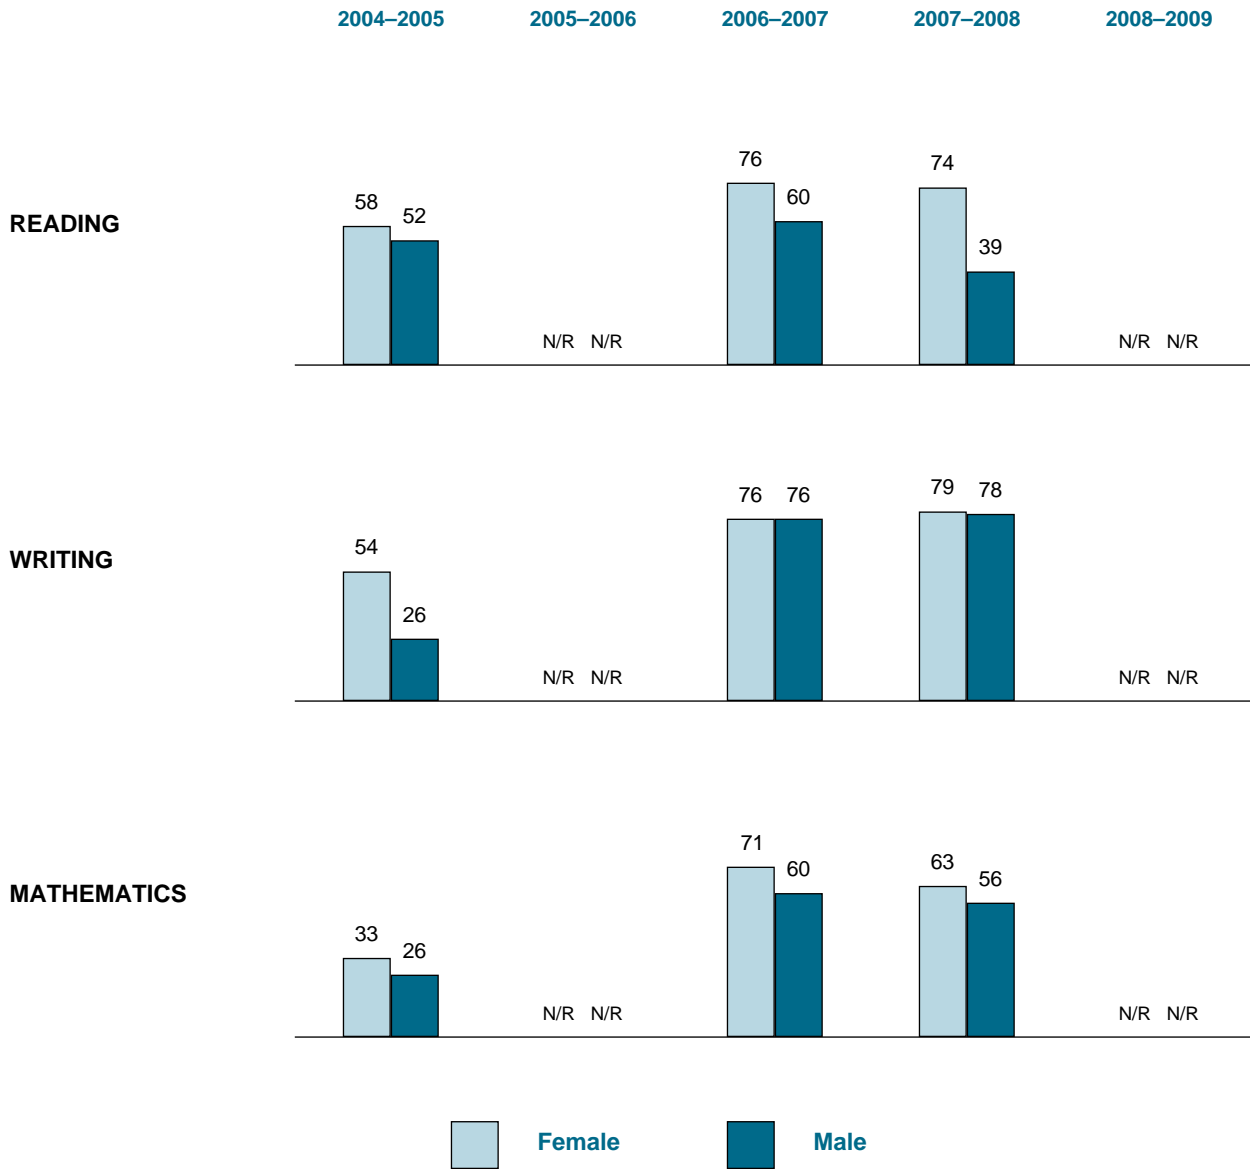 2004–2005 2005–2006 2006–2007 2007–2008 2008–2009
READING
58 52 76 60 74 39
N/R N/R N/R N/R
WRITING
54 26 76 76 79 78
N/R N/R N/R N/R
MATHEMATICS
33 26 71 60 63 56
N/R N/R N/R N/R
Female Male